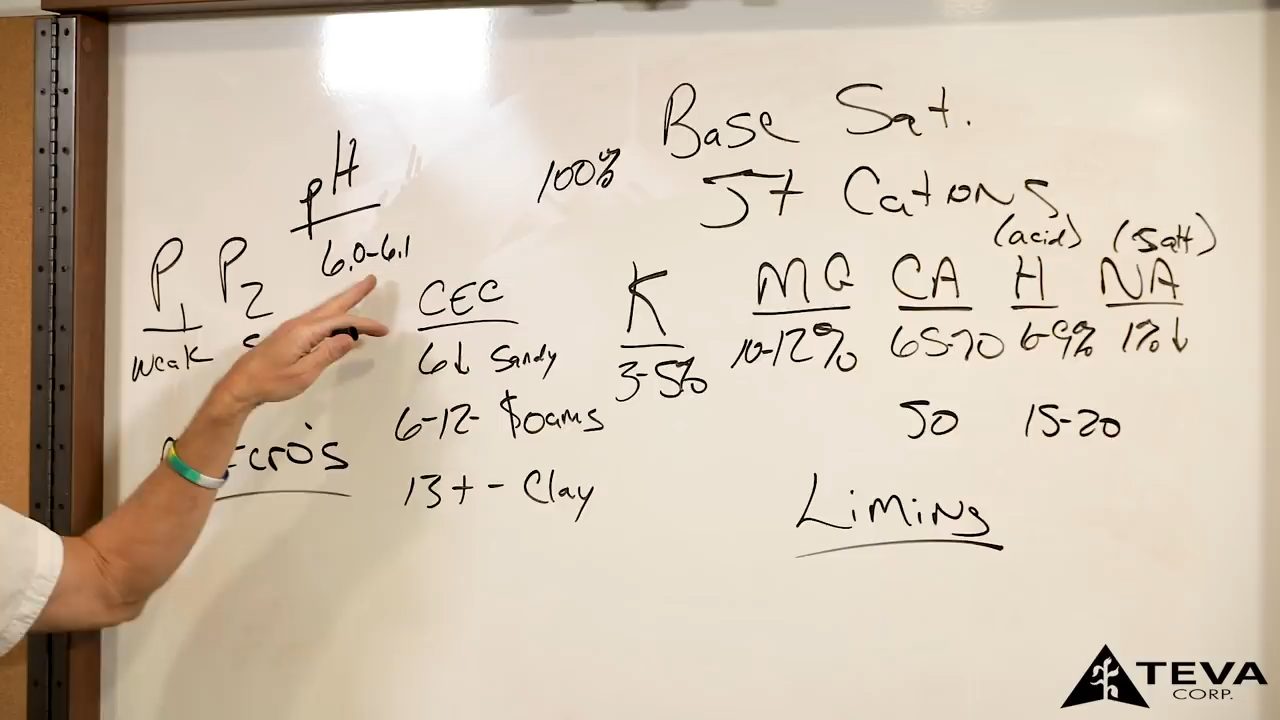 Base Sat.
100%
5+ Cations
pH
6.0-6.1
(acid) (Salt)
P1 P2
weak
CEC
6↓ Sandy
6-12- Loams
13+ - Clay
K MG CA H NA
3-5% 10-12% 65-70 6-9% 1%↓
50 15-20
Liming
TEVA
CORP.